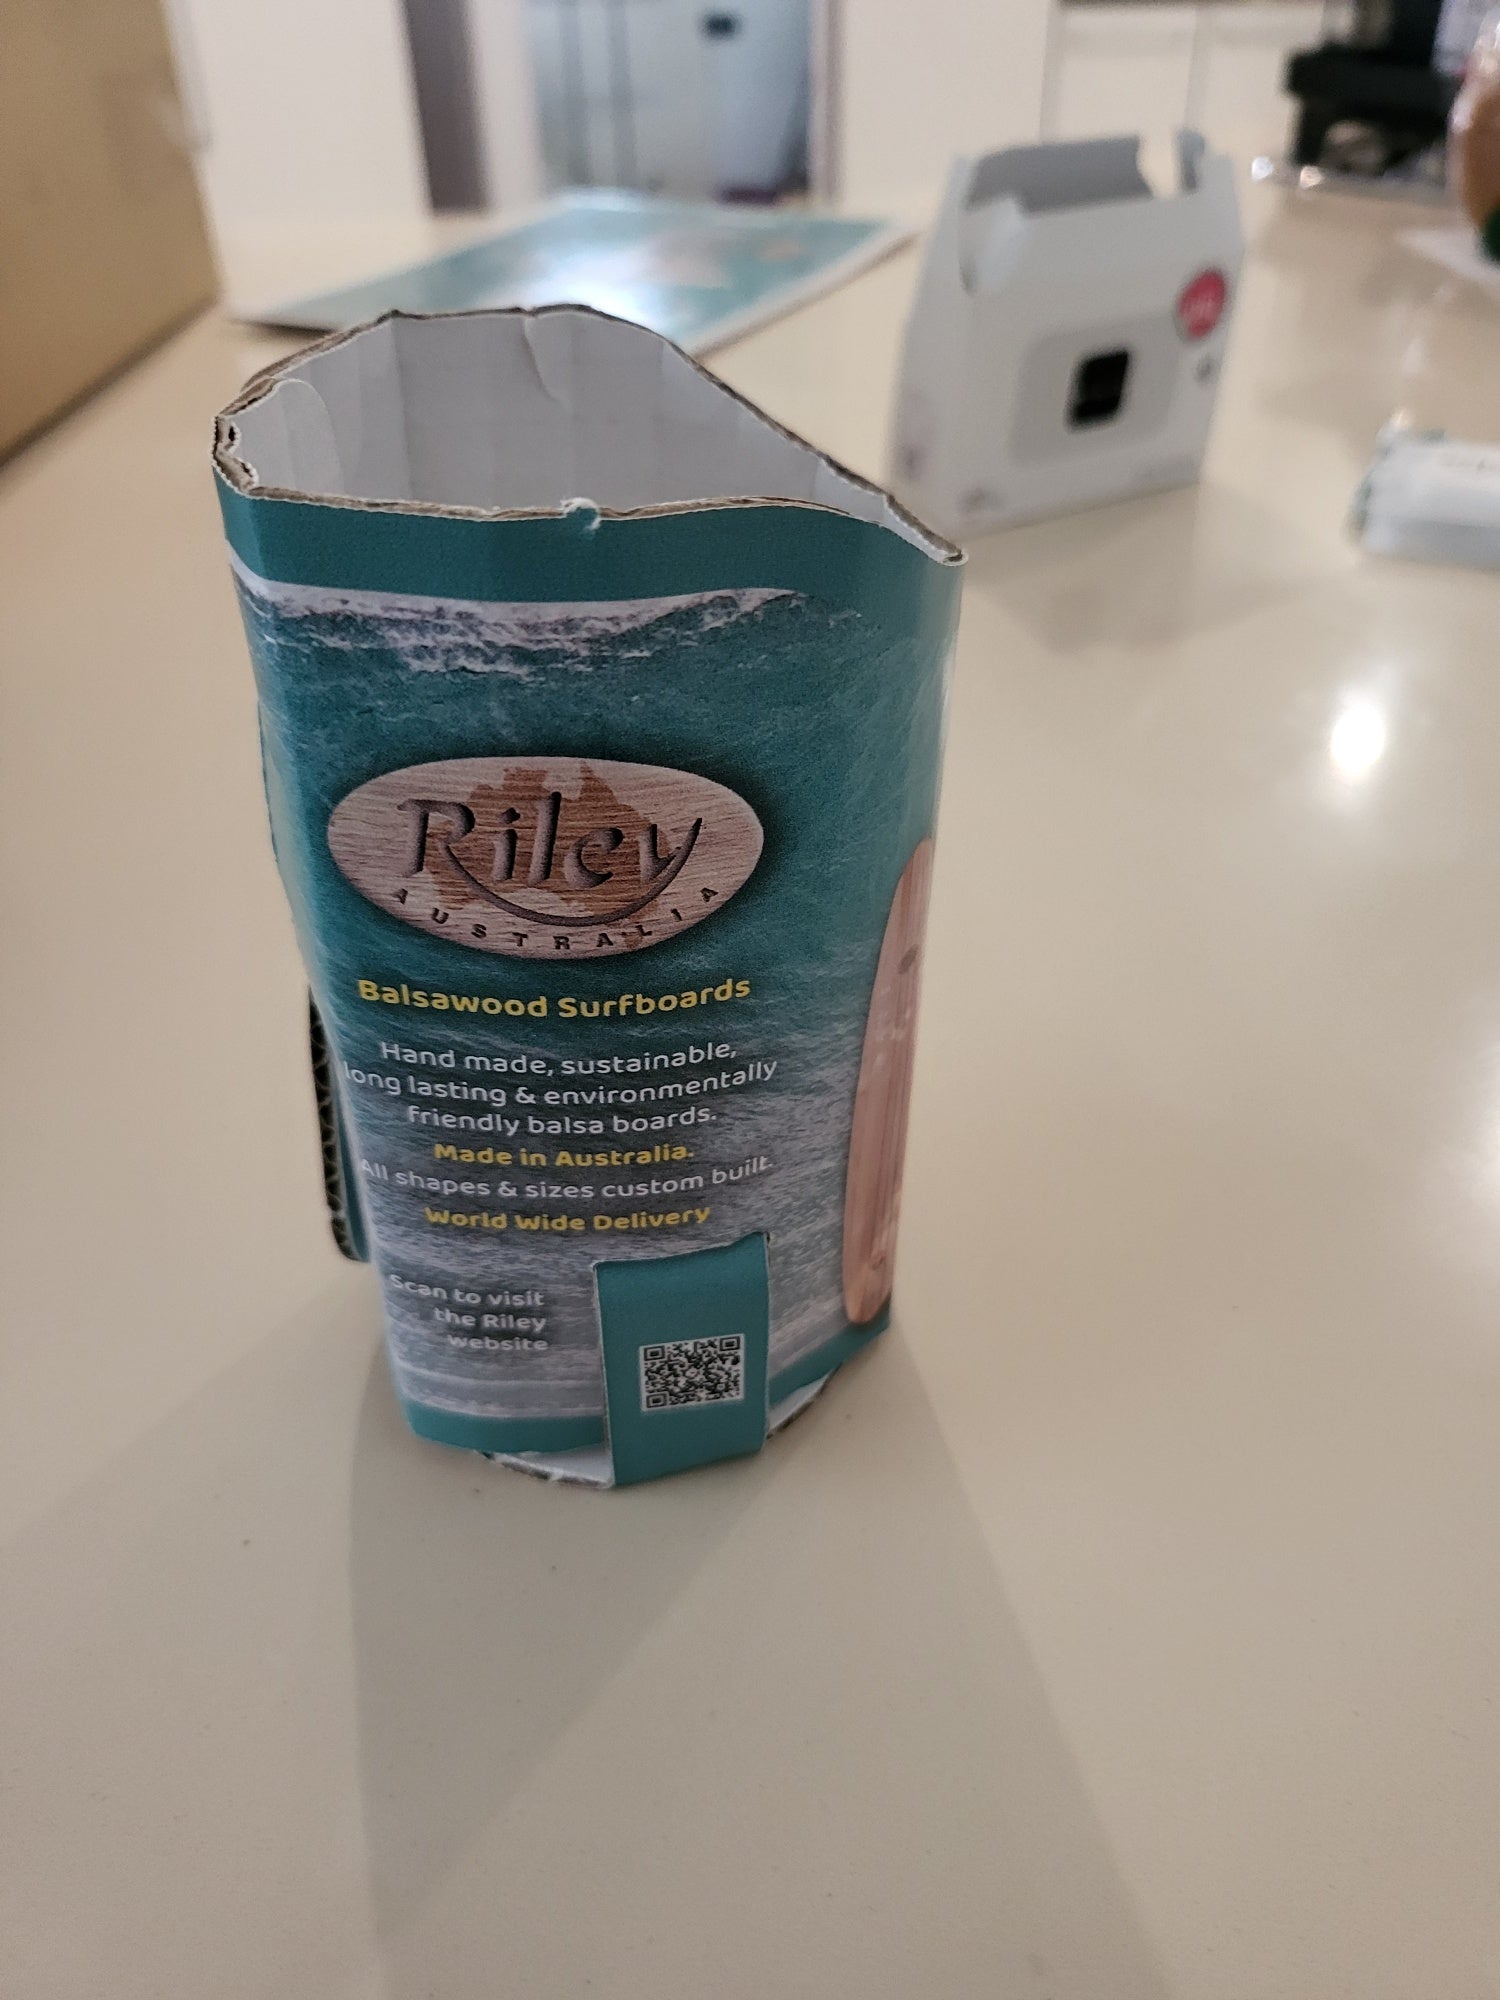 Riley
AUSTRALIA
Balsawood Surfboards
Hand made, sustainable,
long lasting & environmentally
friendly balsa boards.
Made in Australia.
All shapes & sizes custom built.
World Wide Delivery
Scan to visit
the Riley
website